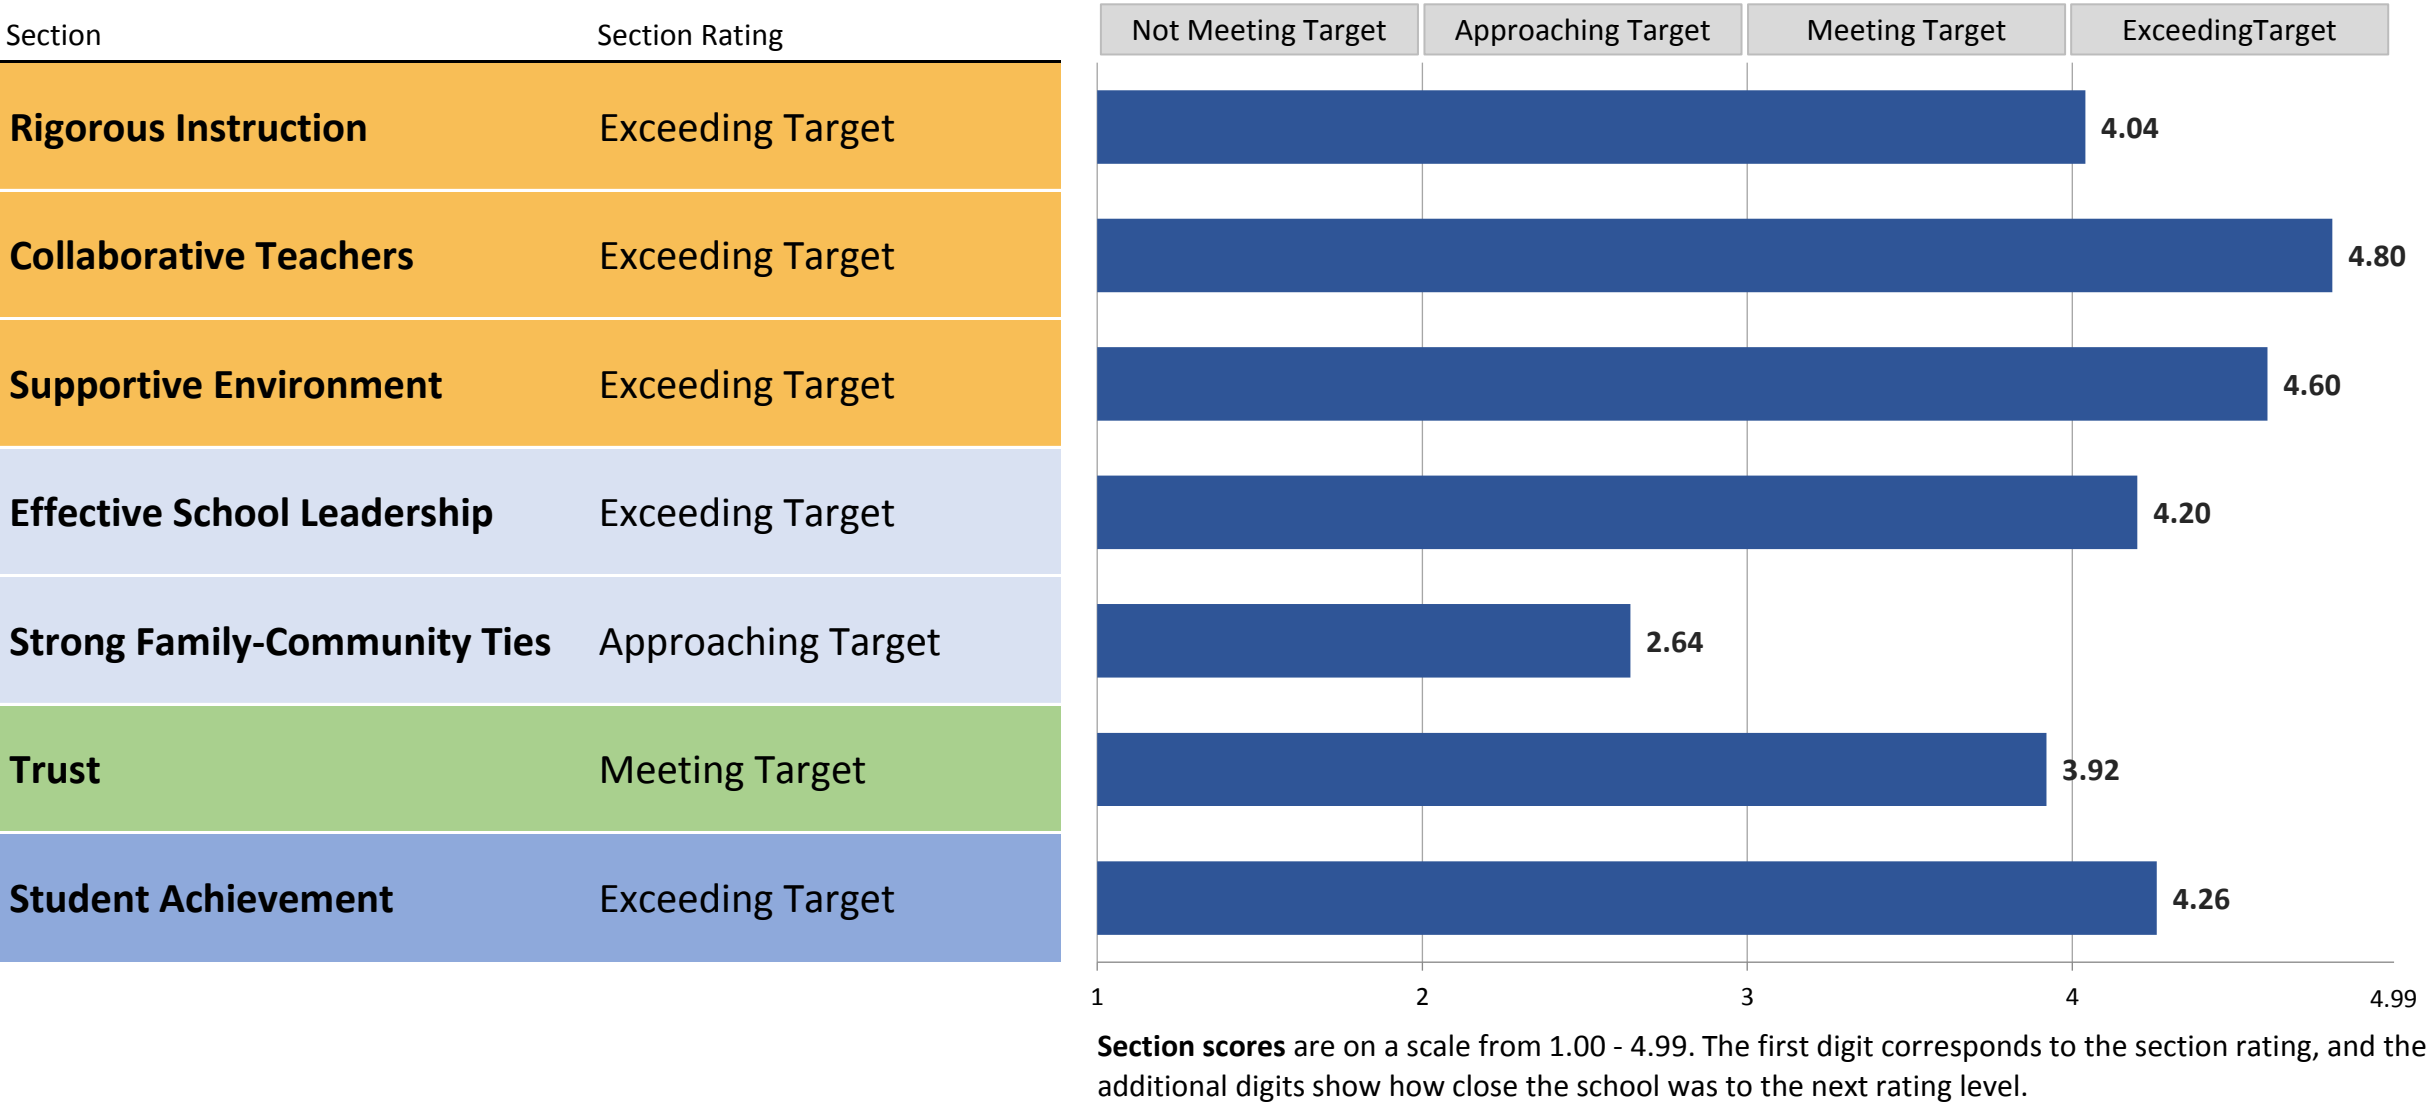 Section Section Rating Not Meeting Target Approaching Target Meeting Target ExceedingTarget
Rigorous Instruction Exceeding Target 4.04
Collaborative Teachers Exceeding Target 4.80
Supportive Environment Exceeding Target 4.60
Effective School Leadership Exceeding Target 4.20
Strong Family-Community Ties Approaching Target 2.64
Trust Meeting Target 3.92
Student Achievement Exceeding Target 4.26
1 2 3 4 4.99
Section scores are on a scale from 1.00 - 4.99. The first digit corresponds to the section rating, and the
additional digits show how close the school was to the next rating level.